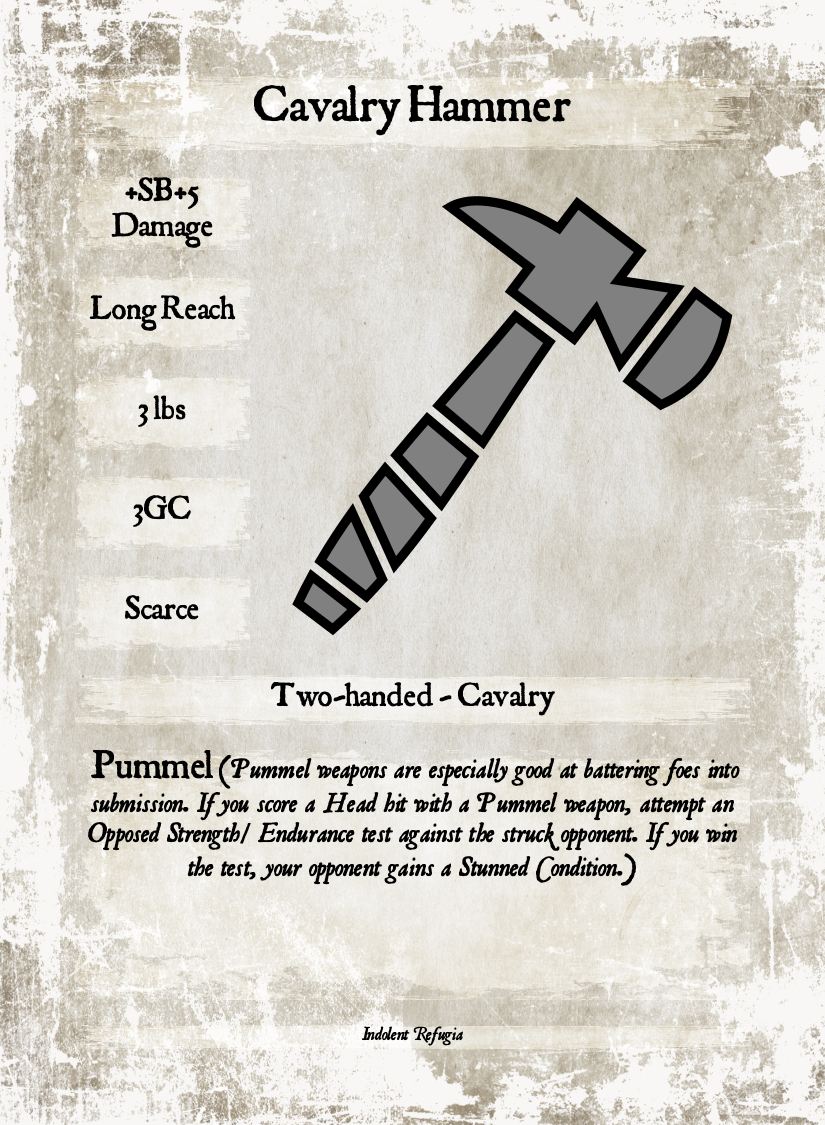 Cavalry Hammer
+SB+5
Damage
Long Reach
3 lbs
3GC
Scarce
Two-handed - Cavalry
Pummel (Pummel weapons are especially good at battering foes into
submission. If you score a Head hit with a Pummel weapon, attempt an
Opposed Strength/ Endurance test against the struck opponent. If you win
the test, your opponent gains a Stunned Condition.)
Indolent Refugia